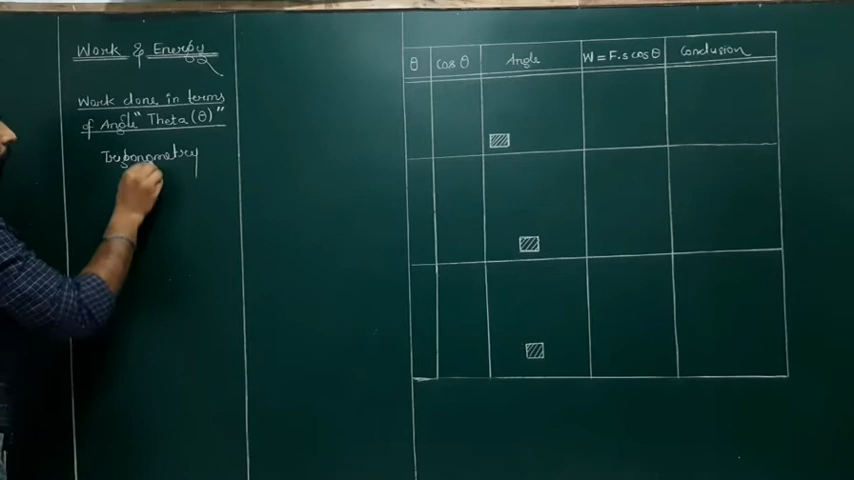 Work & Energy
Work done in terms
of Angle "Theta (θ)"
Trigonometry
θ
cos θ
Angle
W = F.s cos θ
Conclusion